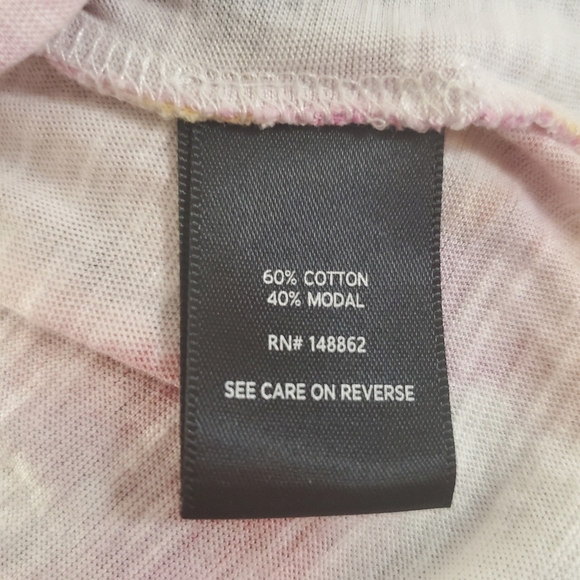 60% COTTON
40% MODAL
RN# 148862
SEE CARE ON REVERSE